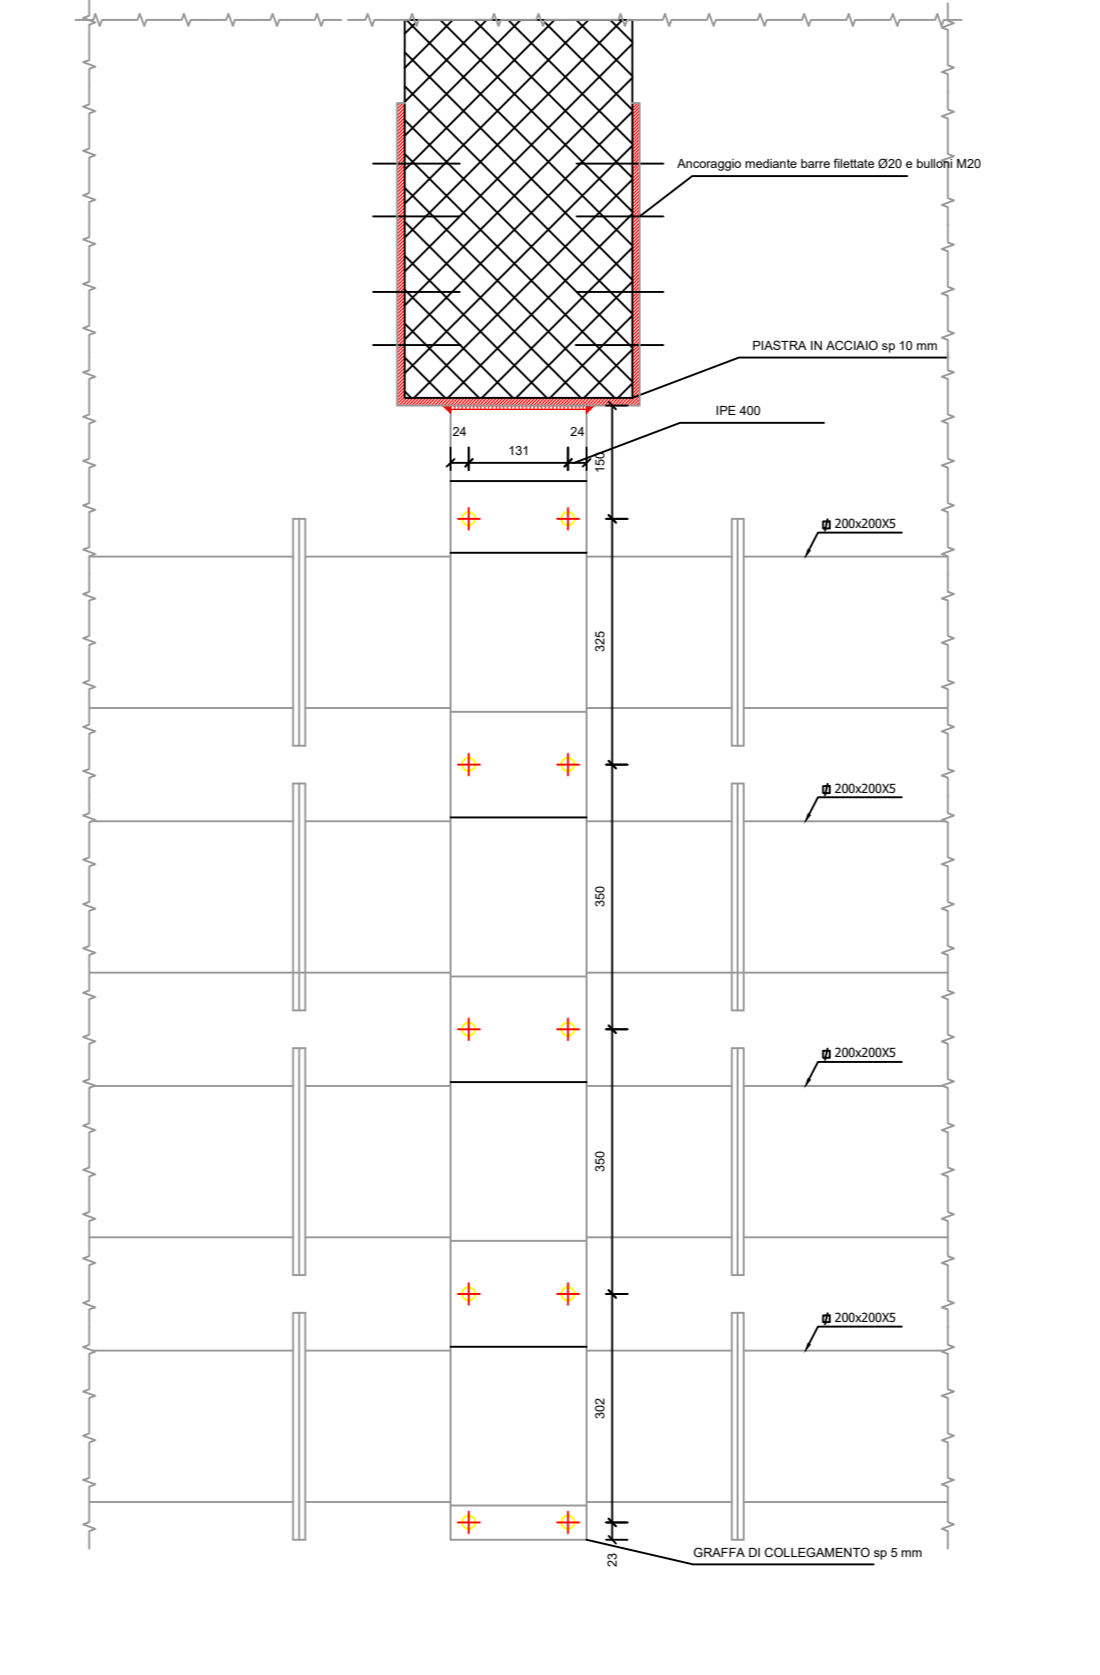 Ancoraggio mediante barre filettate Ø20 e bulloni M20
PIASTRA IN ACCIAIO sp 10 mm
IPE 400
24
24
131
150
200x200X5
325
200x200X5
350
200x200X5
350
200x200X5
302
GRAFFA DI COLLEGAMENTO sp 5 mm
23